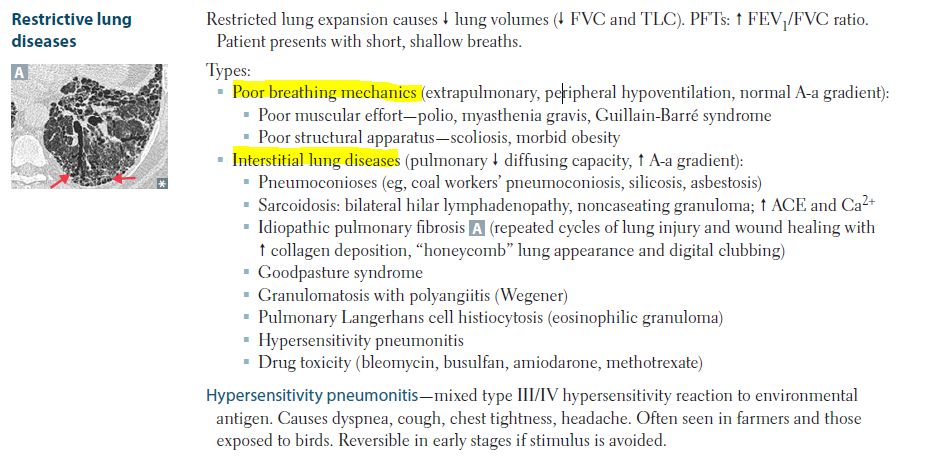 Restrictive lung
diseases
A
Restricted lung expansion causes ↓ lung volumes (↓ FVC and TLC). PFTs: ↑ FEV₁/FVC ratio.
Patient presents with short, shallow breaths.
Types:
▪ Poor breathing mechanics (extrapulmonary, peripheral hypoventilation, normal A-a gradient):
▪ Poor muscular effort—polio, myasthenia gravis, Guillain-Barré syndrome
▪ Poor structural apparatus—scoliosis, morbid obesity
▪ Interstitial lung diseases (pulmonary ↓ diffusing capacity, ↑ A-a gradient):
▪ Pneumoconioses (eg, coal workers’ pneumoconiosis, silicosis, asbestosis)
▪ Sarcoidosis: bilateral hilar lymphadenopathy, noncaseating granuloma; ↑ ACE and Ca²⁺
▪ Idiopathic pulmonary fibrosis A (repeated cycles of lung injury and wound healing with
↑ collagen deposition, “honeycomb” lung appearance and digital clubbing)
▪ Goodpasture syndrome
▪ Granulomatosis with polyangiitis (Wegener)
▪ Pulmonary Langerhans cell histiocytosis (eosinophilic granuloma)
▪ Hypersensitivity pneumonitis
▪ Drug toxicity (bleomycin, busulfan, amiodarone, methotrexate)
Hypersensitivity pneumonitis—mixed type III/IV hypersensitivity reaction to environmental
antigen. Causes dyspnea, cough, chest tightness, headache. Often seen in farmers and those
exposed to birds. Reversible in early stages if stimulus is avoided.